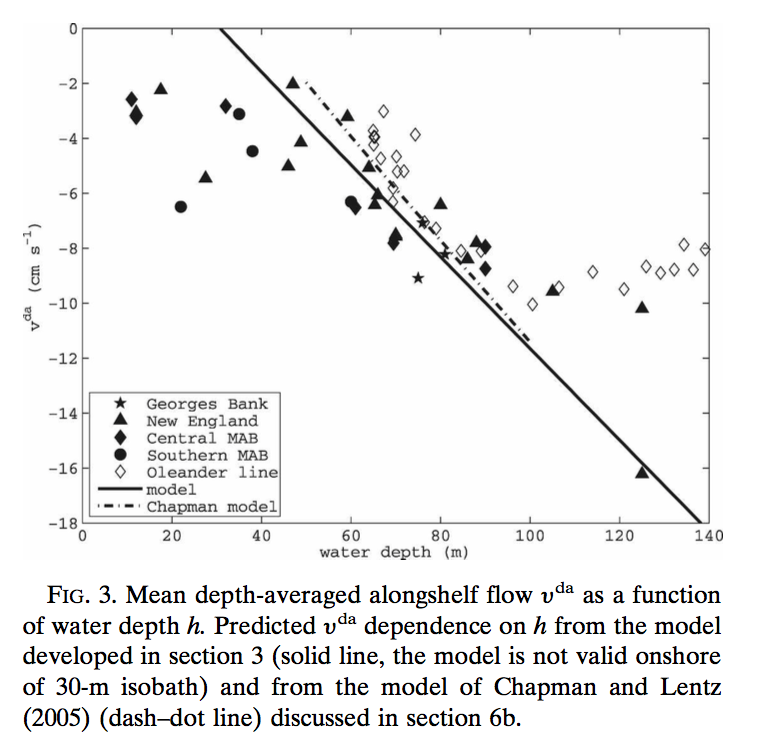 0
−2
−4
−6
−8
−10
−12
−14
−16
−18
vda (cm s−1)
Georges Bank
New England
Central MAB
Southern MAB
Oleander line
model
Chapman model
0 20 40 60 80 100 120 140
water depth (m)
FIG. 3. Mean depth-averaged alongshelf flow vda as a function
of water depth h. Predicted vda dependence on h from the model
developed in section 3 (solid line, the model is not valid onshore
of 30-m isobath) and from the model of Chapman and Lentz
(2005) (dash–dot line) discussed in section 6b.